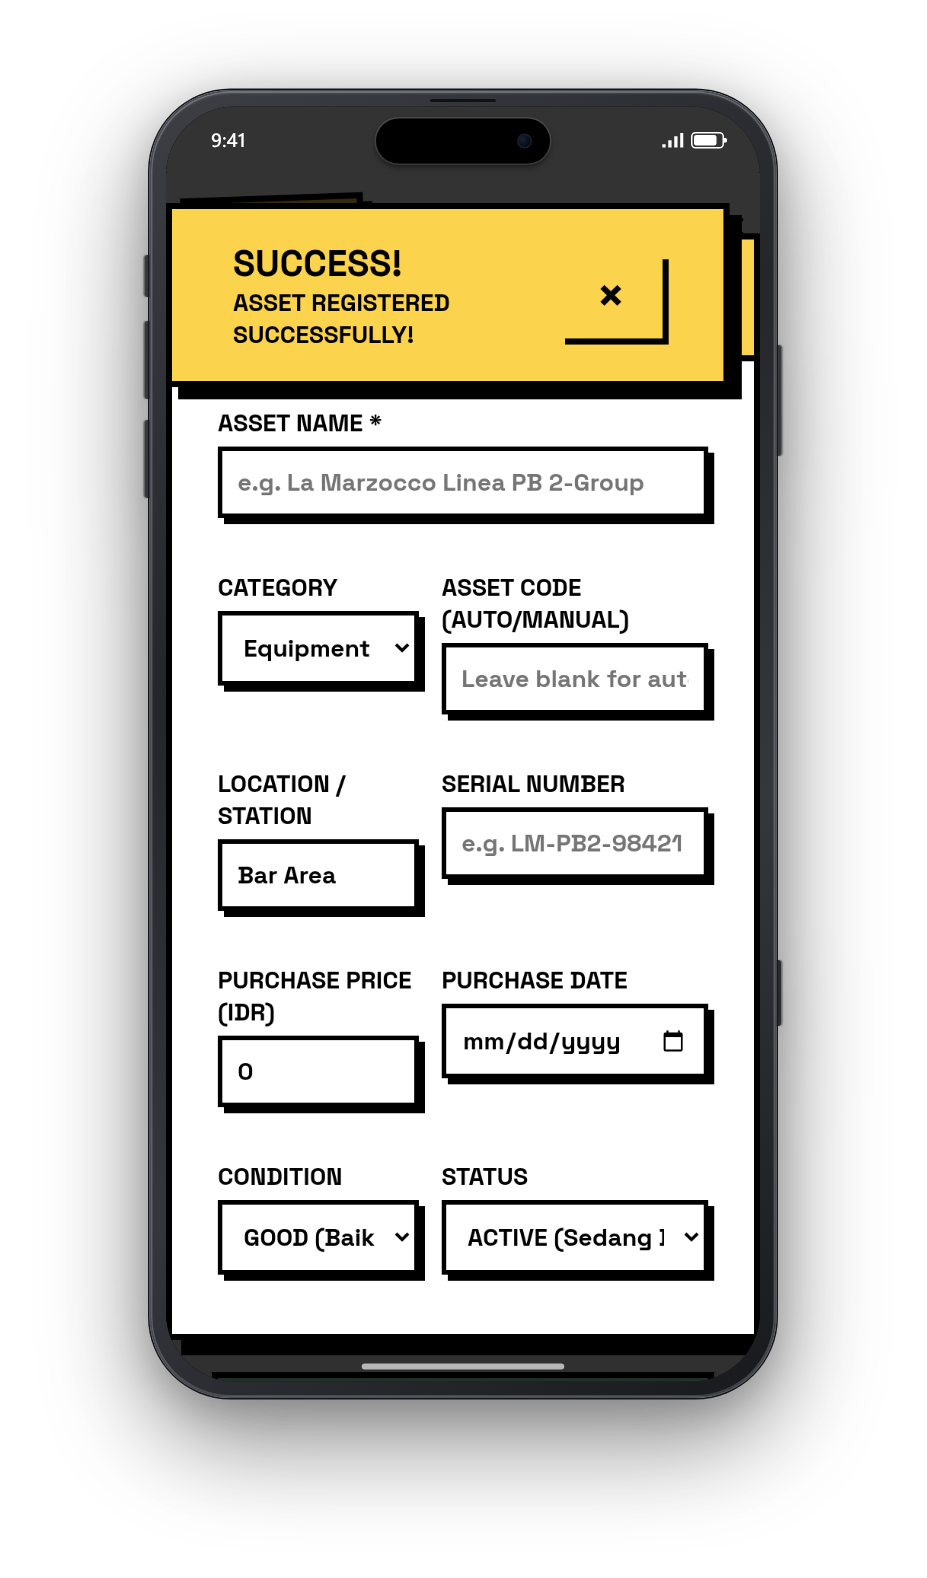 9:41
SUCCESS!
ASSET REGISTERED
SUCCESSFULLY!
×
ASSET NAME *
e.g. La Marzocco Linea PB 2-Group
CATEGORY
Equipment
ASSET CODE
(AUTO/MANUAL)
Leave blank for aut
LOCATION /
STATION
Bar Area
SERIAL NUMBER
e.g. LM-PB2-98421
PURCHASE PRICE
(IDR)
0
PURCHASE DATE
mm/dd/yyyy
CONDITION
GOOD (Baik
STATUS
ACTIVE (Sedang